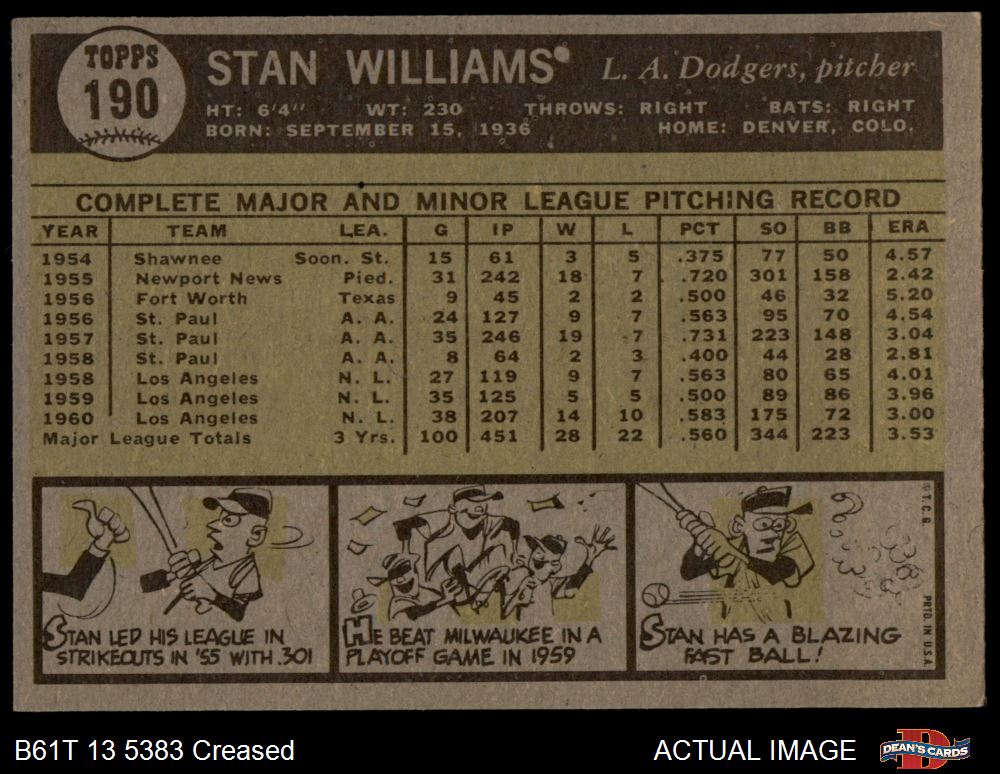 TOPPS
190
STAN WILLIAMS L. A. Dodgers, pitcher
HT: 6'4" WT: 230 THROWS: RIGHT BATS: RIGHT
BORN: SEPTEMBER 15, 1936 HOME: DENVER, COLO.
COMPLETE MAJOR AND MINOR LEAGUE PITCHING RECORD
YEAR TEAM LEA. G IP W L PCT SO BB ERA
1954 Shawnee Soon. St. 15 61 3 5 .375 77 50 4.57
1955 Newport News Pied. 31 242 18 7 .720 301 158 2.42
1956 Fort Worth Texas 9 45 2 2 .500 46 32 5.20
1956 St. Paul A. A. 24 127 9 7 .563 95 70 4.54
1957 St. Paul A. A. 35 246 19 7 .731 223 148 3.04
1958 St. Paul A. A. 8 64 2 3 .400 44 28 2.81
1958 Los Angeles N. L. 27 119 9 7 .563 80 65 4.01
1959 Los Angeles N. L. 35 125 5 5 .500 89 86 3.96
1960 Los Angeles N. L. 38 207 14 10 .583 175 72 3.00
Major League Totals 3 Yrs. 100 451 28 22 .560 344 223 3.53
STAN LED HIS LEAGUE IN
STRIKEOUTS IN '55 WITH .301
HE BEAT MILWAUKEE IN A
PLAYOFF GAME IN 1959
STAN HAS A BLAZING
FAST BALL!
© T. C. G. PRTD. IN U.S.A.
B61T 13 5383 Creased
ACTUAL IMAGE
DEAN'S CARDS